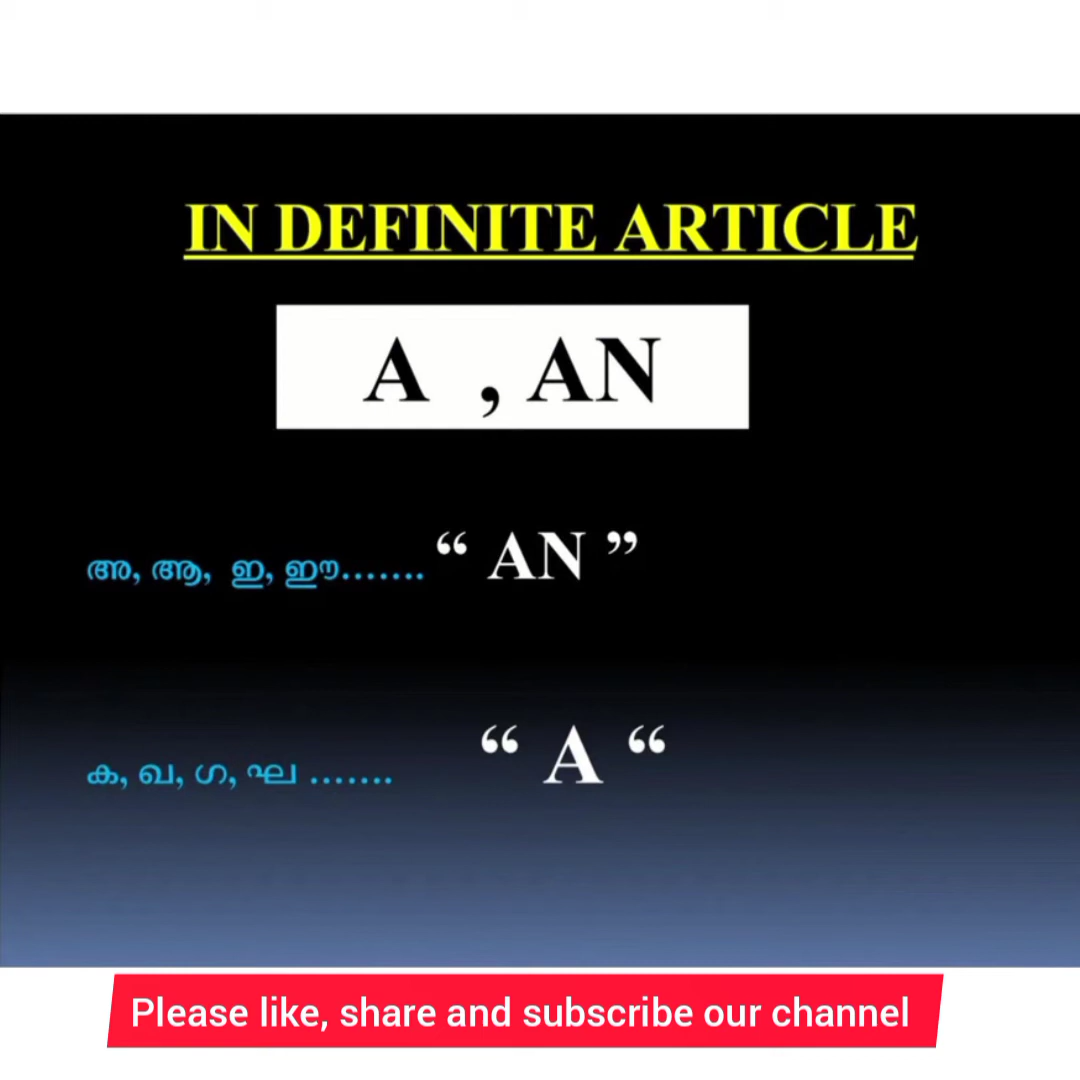 IN DEFINITE ARTICLE
A , AN
അ, ആ, ഇ, ഈ....... “ AN ”
ക, ഖ, ഗ, ഘ ....... “ A “
Please like, share and subscribe our channel